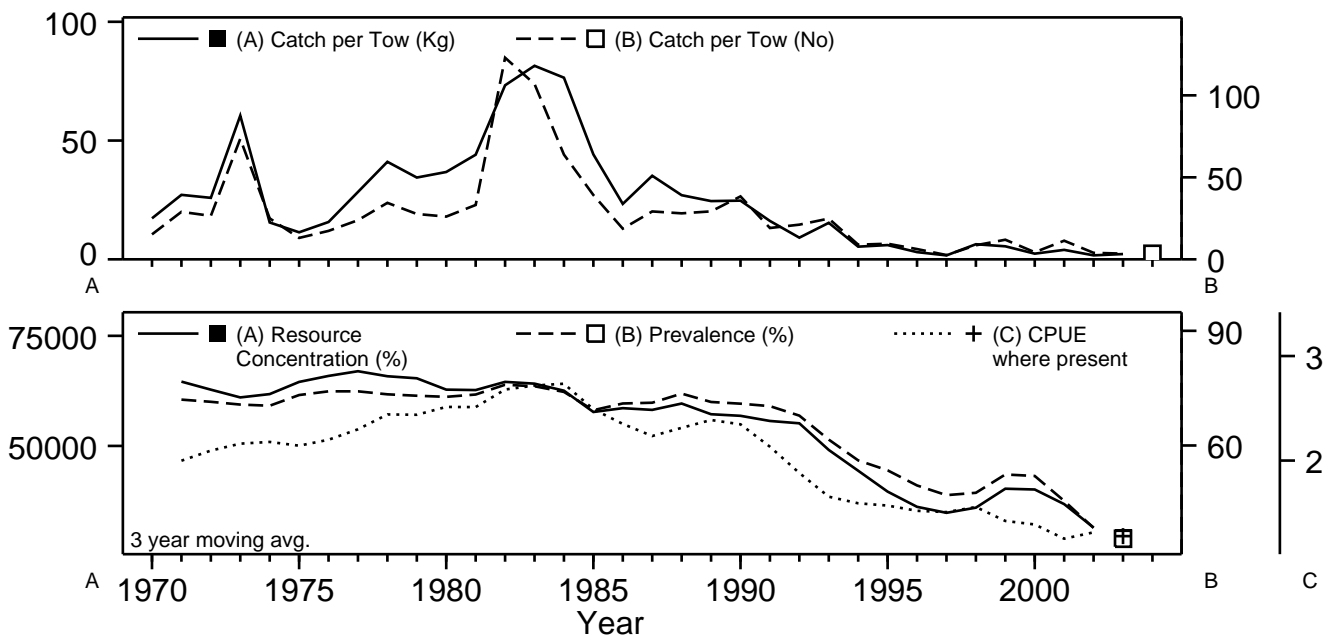 100
50
0
A
(A) Catch per Tow (Kg)
(B) Catch per Tow (No)
100
50
0
B
75000
50000
A
(A) Resource
Concentration (%)
(B) Prevalence (%)
(C) CPUE
where present
3 year moving avg.
90
60
B
3
2
C
1970 1975 1980 1985 1990 1995 2000
Year